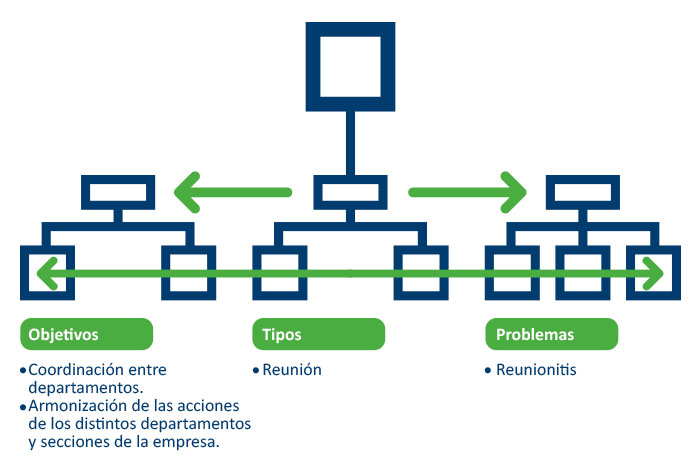 Objetivos
• Coordinación entre
departamentos.
• Armonización de las acciones
de los distintos departamentos
y secciones de la empresa.
Tipos
• Reunión
Problemas
• Reunionitis